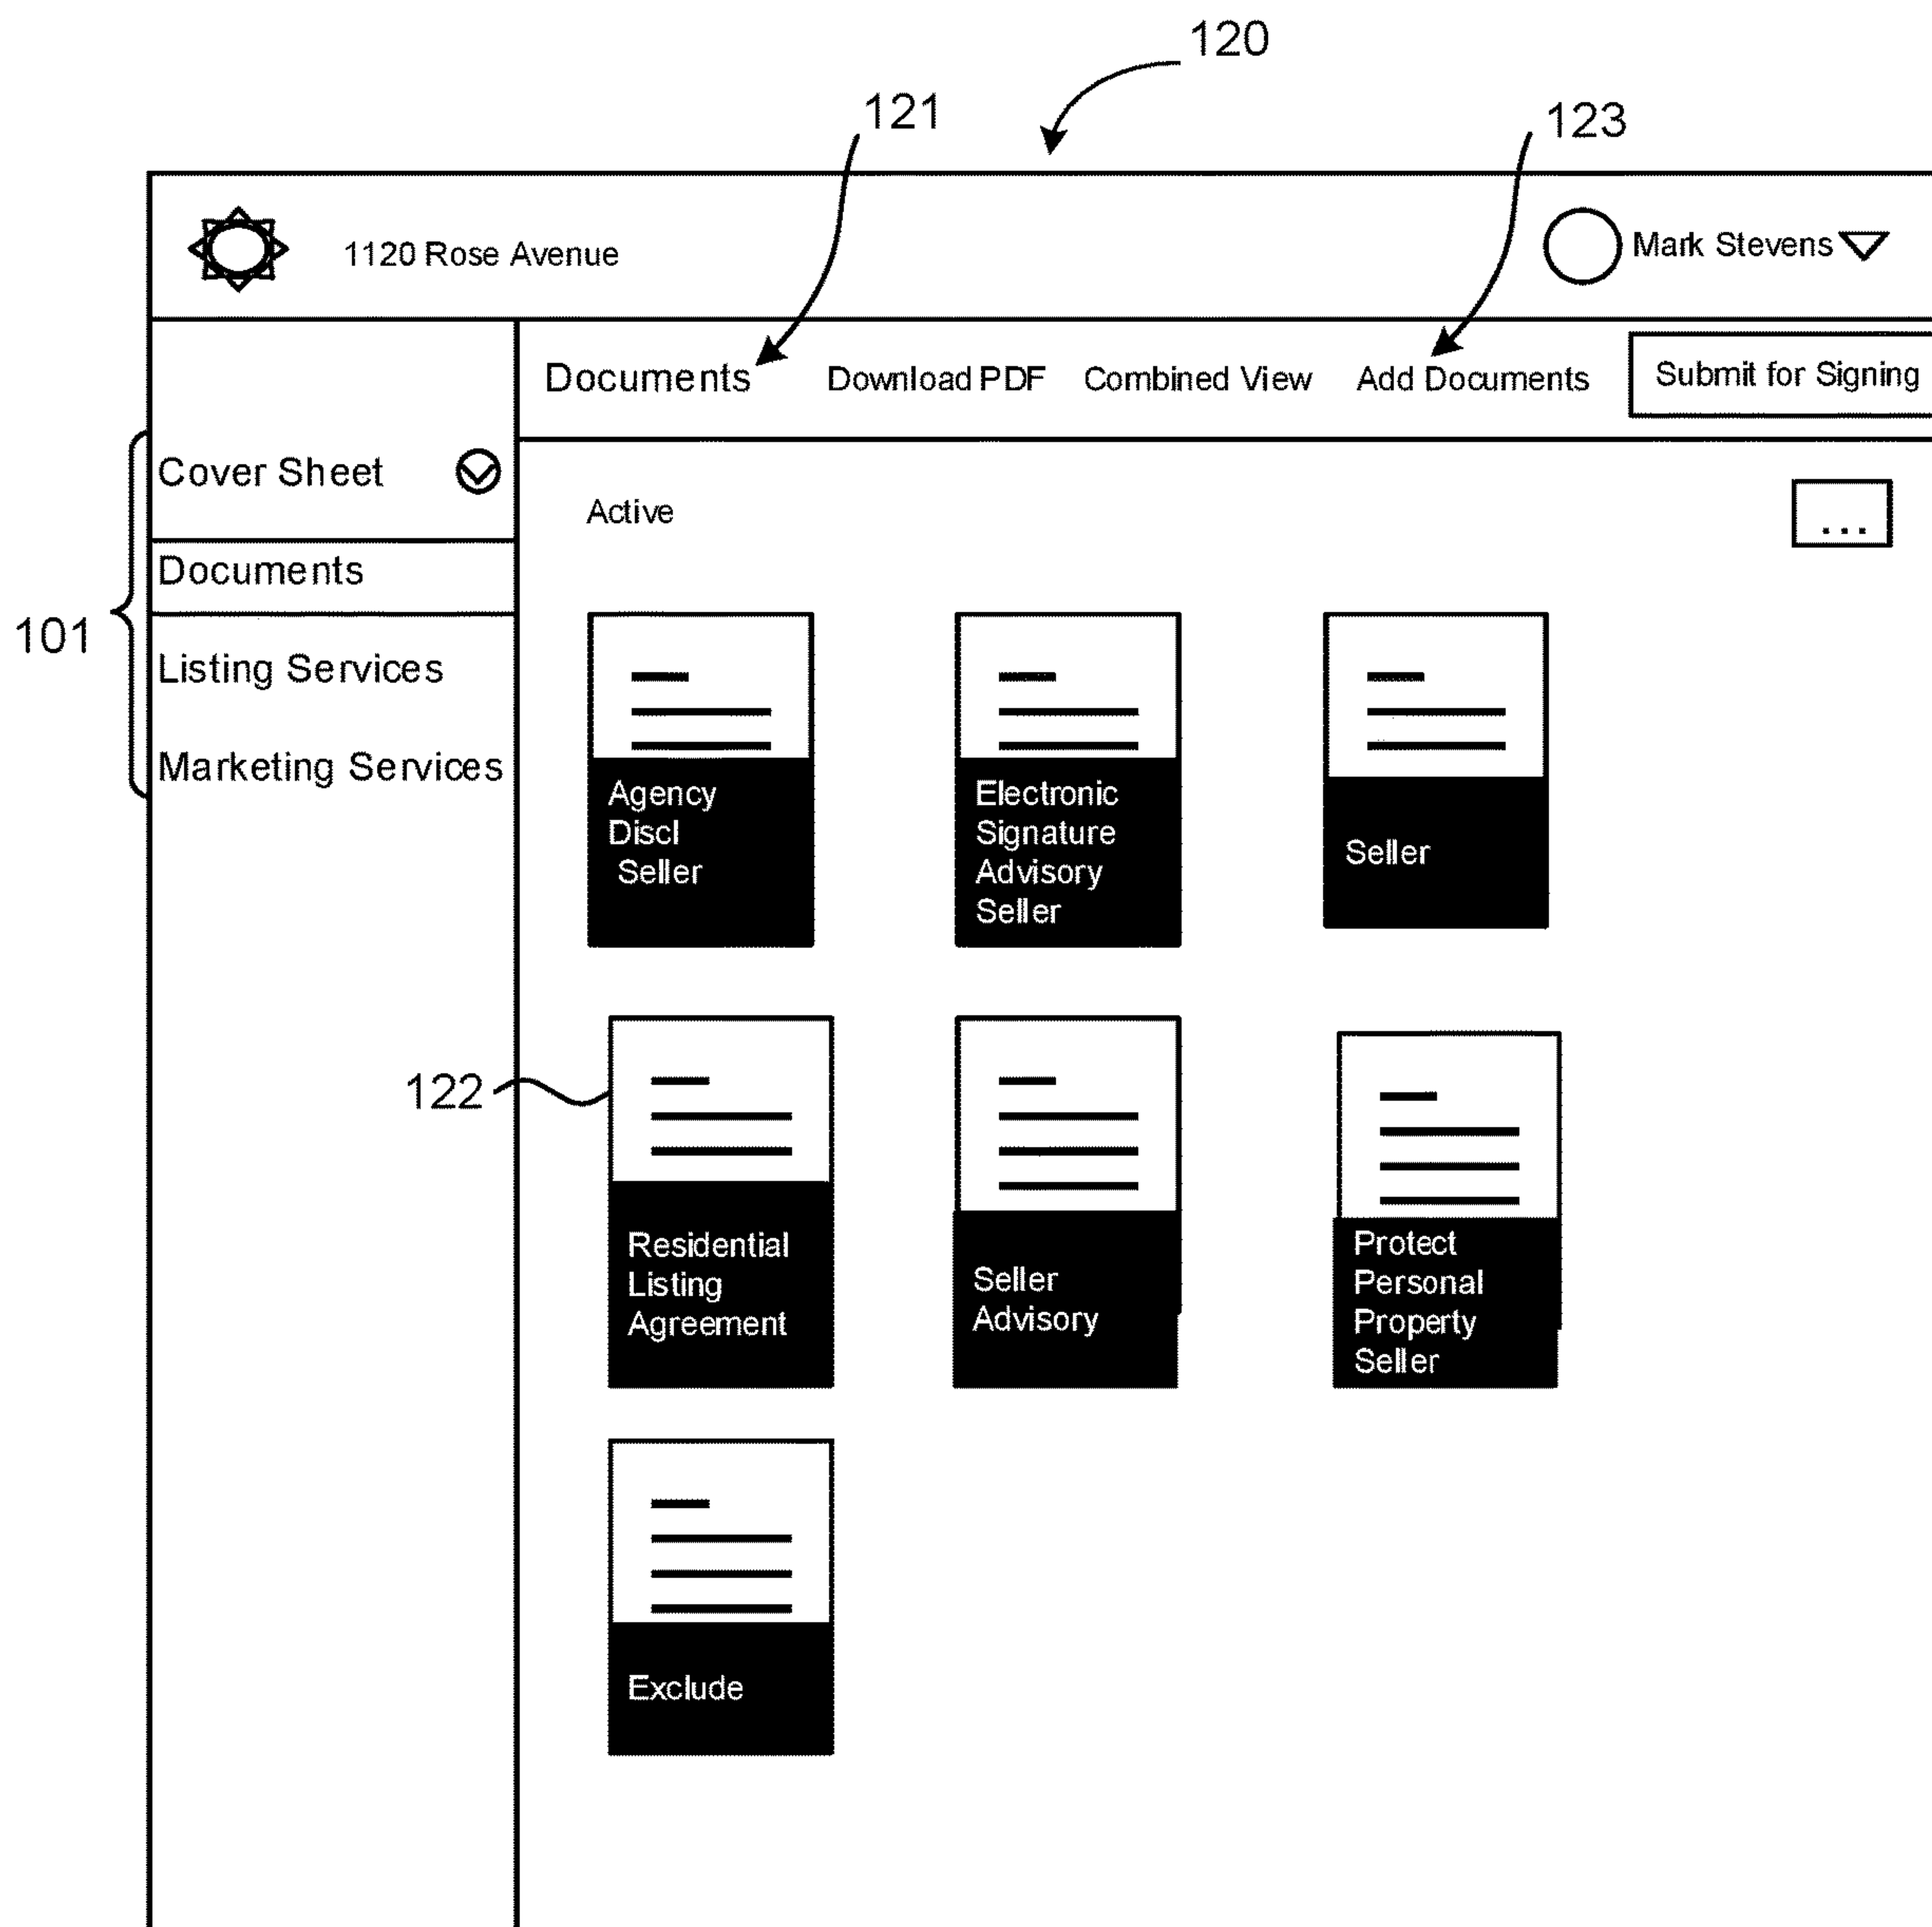 120
121
123
1120 Rose Avenue
Mark Stevens
Documents
Download PDF
Combined View
Add Documents
Submit for Signing
101
Cover Sheet
Documents
Listing Services
Marketing Services
Active
...
Agency
Discl
Seller
Electronic
Signature
Advisory
Seller
Seller
122
Residential
Listing
Agreement
Seller
Advisory
Protect
Personal
Property
Seller
Exclude